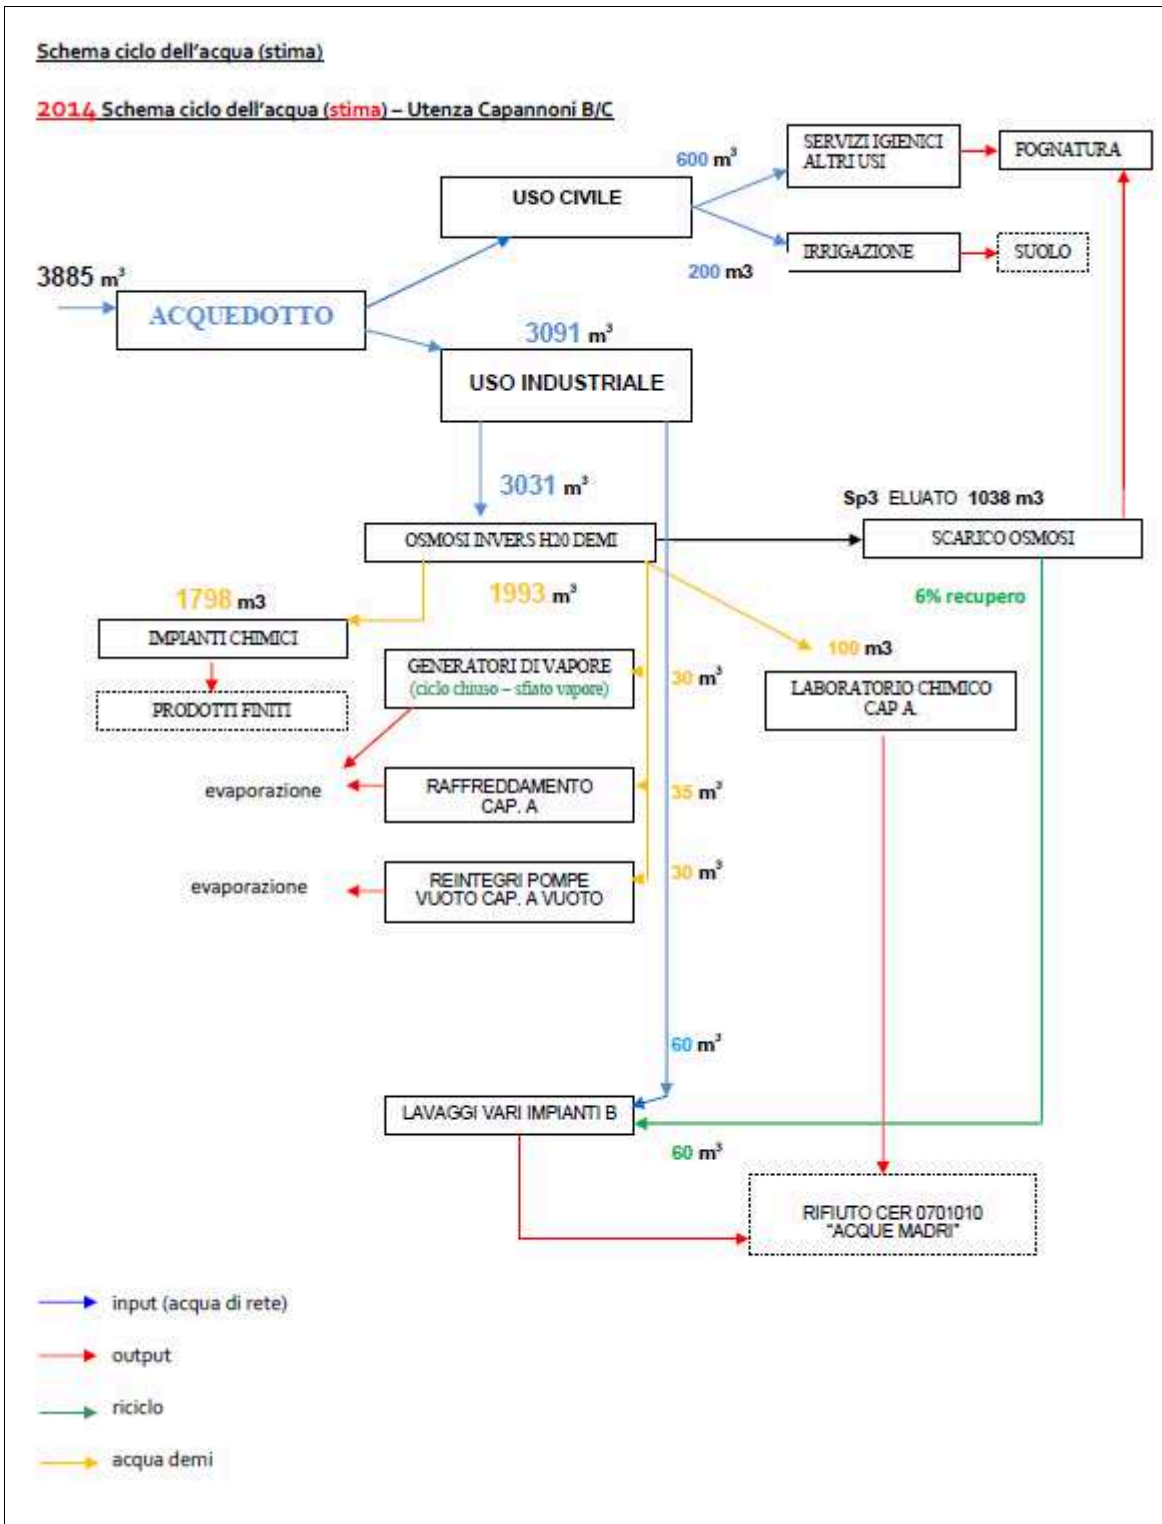 Schema ciclo dell'acqua (stima)
2014 Schema ciclo dell'acqua (stima) – Utenza Capannoni B/C
600 m³
SERVIZI IGIENICI
ALTRI USI
FOGNATURA
USO CIVILE
IRRIGAZIONE
SUOLO
200 m3
3885 m³
ACQUEDOTTO
3091 m³
USO INDUSTRIALE
3031 m³
Sp3 ELUATO 1038 m3
OSMOSI INVERS H20 DEMI
SCARICO OSMOSI
1798 m3
1993 m³
6% recupero
IMPIANTI CHIMICI
100 m3
GENERATORI DI VAPORE
(ciclo chiuso – sfiato vapore)
30 m³
LABORATORIO CHIMICO
CAP A
PRODOTTI FINITI
evaporazione
RAFFREDDAMENTO
CAP. A
35 m³
evaporazione
REINTEGRI POMPE
VUOTO CAP. A VUOTO
30 m³
60 m³
LAVAGGI VARI IMPIANTI B
60 m³
RIFIUTO CER 0701010
"ACQUE MADRI"
input (acqua di rete)
output
riciclo
acqua demi